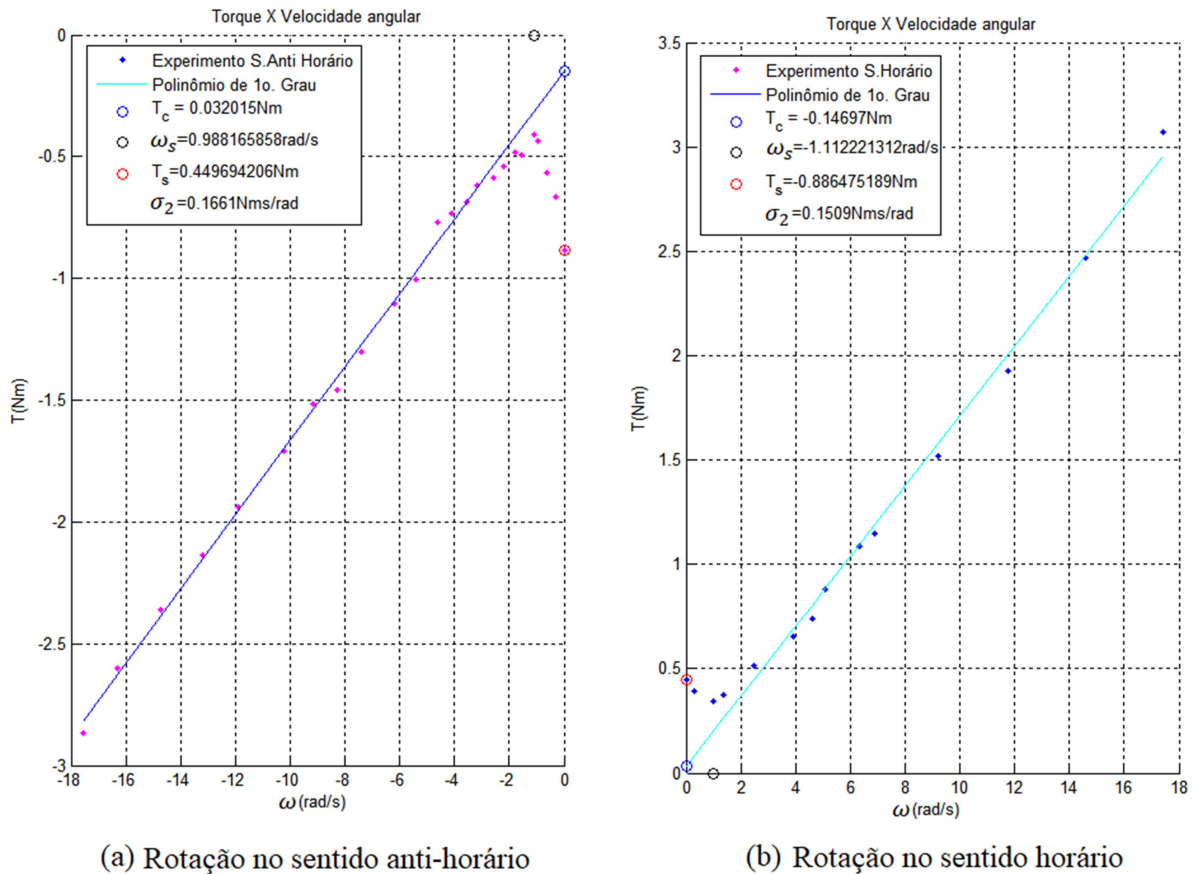 Torque X Velocidade angular
0
-0.5
-1
-1.5
-2
-2.5
-3
T(Nm)
Experimento S.Anti Horário
Polinômio de 1o. Grau
T_c = 0.032015Nm
ω_s=0.988165858rad/s
T_s=0.449694206Nm
σ_2=0.1661Nms/rad
-18 -16 -14 -12 -10 -8 -6 -4 -2 0
ω(rad/s)
(a) Rotação no sentido anti-horário
Torque X Velocidade angular
3.5
3
2.5
2
1.5
1
0.5
0
T(Nm)
Experimento S.Horário
Polinômio de 1o. Grau
T_c = -0.14697Nm
ω_s=-1.112221312rad/s
T_s=-0.886475189Nm
σ_2=0.1509Nms/rad
0 2 4 6 8 10 12 14 16 18
ω(rad/s)
(b) Rotação no sentido horário